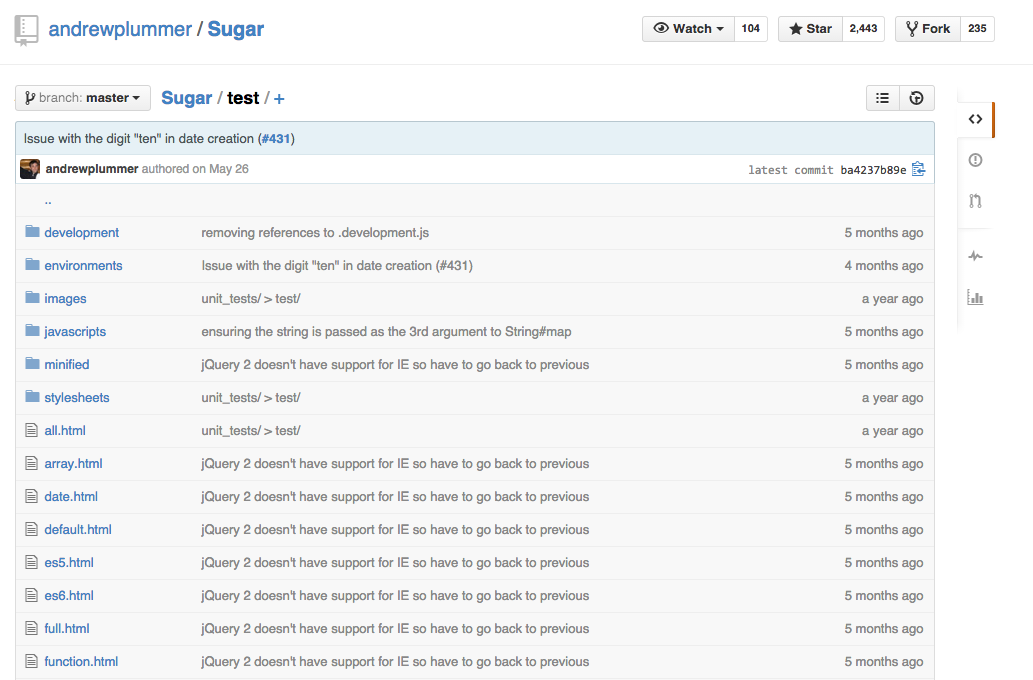 andrewplummer / Sugar
Watch 104 Star 2,443 Fork 235
branch: master Sugar / test / +
Issue with the digit "ten" in date creation (#431)
andrewplummer authored on May 26 latest commit ba4237b89e
..
development removing references to .development.js 5 months ago
environments Issue with the digit "ten" in date creation (#431) 4 months ago
images unit_tests/ > test/ a year ago
javascripts ensuring the string is passed as the 3rd argument to String#map 5 months ago
minified jQuery 2 doesn't have support for IE so have to go back to previous 5 months ago
stylesheets unit_tests/ > test/ a year ago
all.html unit_tests/ > test/ a year ago
array.html jQuery 2 doesn't have support for IE so have to go back to previous 5 months ago
date.html jQuery 2 doesn't have support for IE so have to go back to previous 5 months ago
default.html jQuery 2 doesn't have support for IE so have to go back to previous 5 months ago
es5.html jQuery 2 doesn't have support for IE so have to go back to previous 5 months ago
es6.html jQuery 2 doesn't have support for IE so have to go back to previous 5 months ago
full.html jQuery 2 doesn't have support for IE so have to go back to previous 5 months ago
function.html jQuery 2 doesn't have support for IE so have to go back to previous 5 months ago